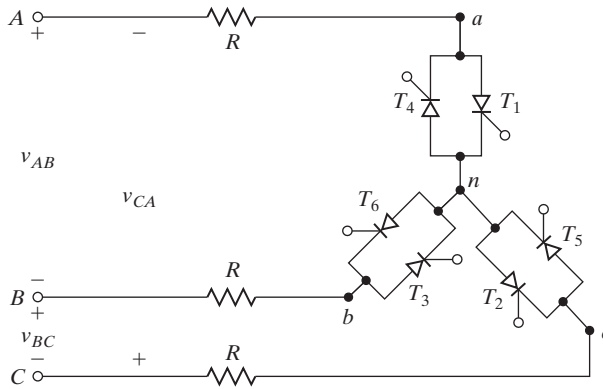 A + − R a
T4 T1
vAB
vCA
n
T6 T5
T3 T2
B − + R b
vBC
C − + R c